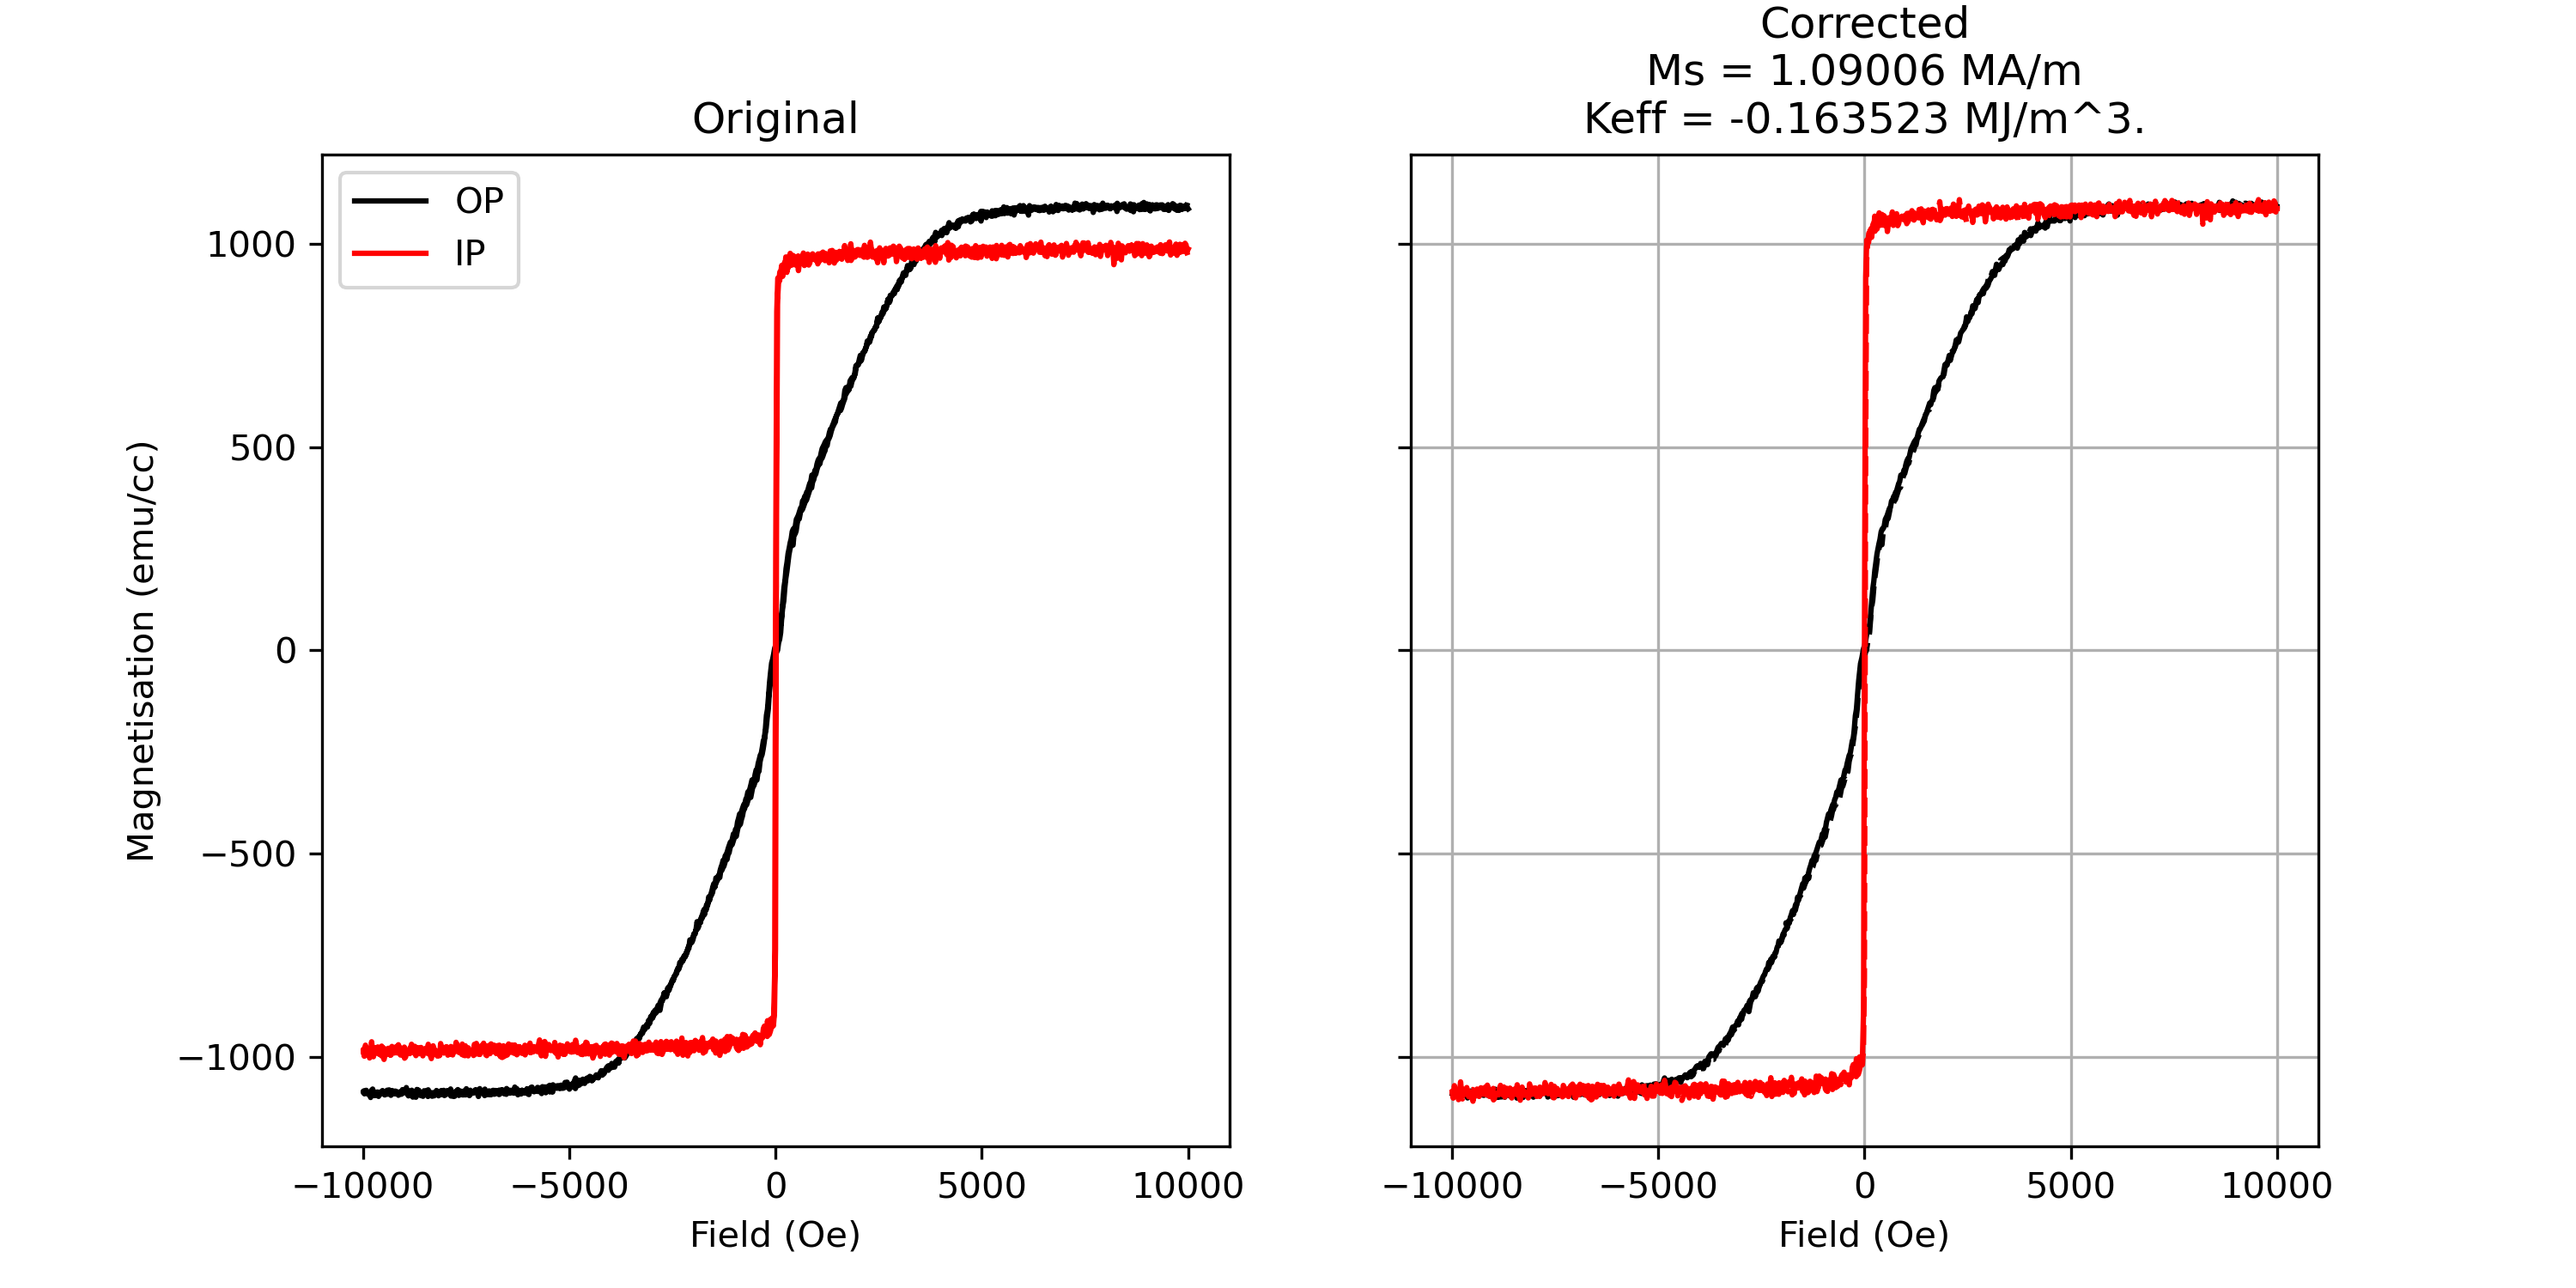 Original
OP
IP
1000
500
0
−500
−1000
Magnetisation (emu/cc)
−10000
−5000
0
5000
10000
Field (Oe)
Corrected
Ms = 1.09006 MA/m
Keff = -0.163523 MJ/m^3.
−10000
−5000
0
5000
10000
Field (Oe)